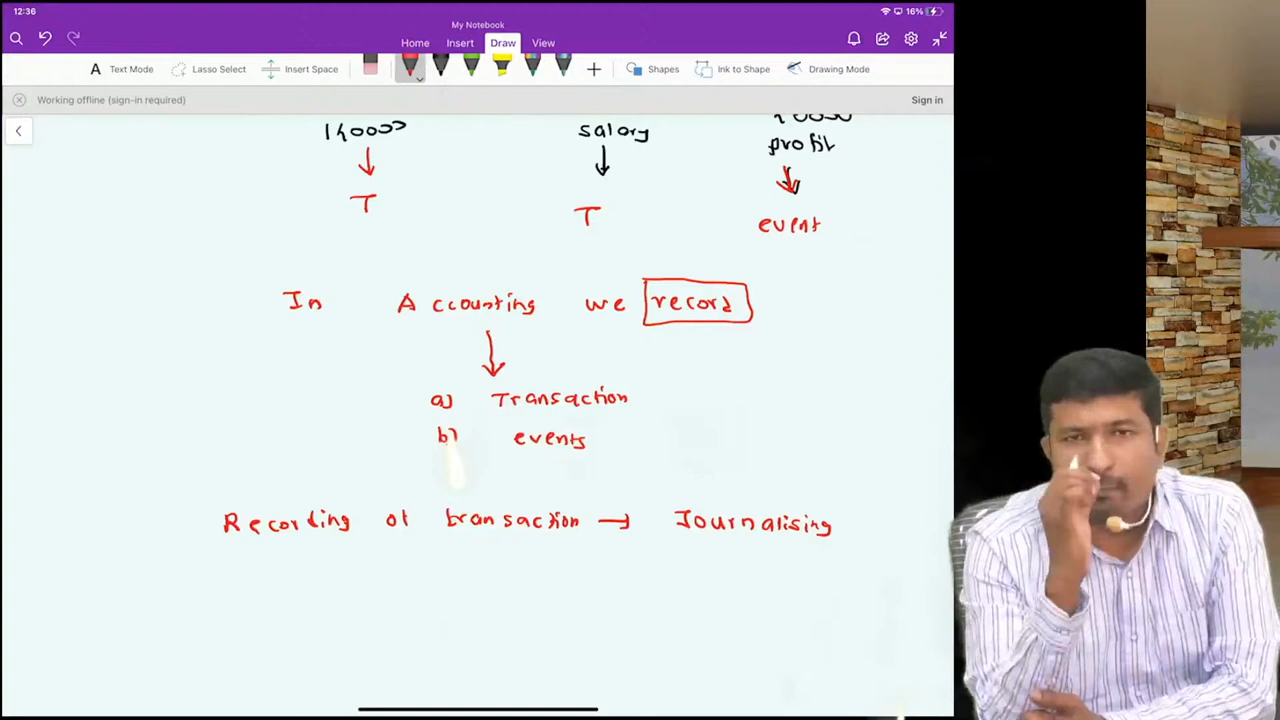 12:36
16%
My Notebook
Home Insert Draw View
Text Mode Lasso Select Insert Space Shapes Ink to Shape Drawing Mode
Working offline (sign-in required) Sign in
salary
profit
T T
event
In Accounting we record
a) Transaction
b) events
Recording of transaction → Journalising